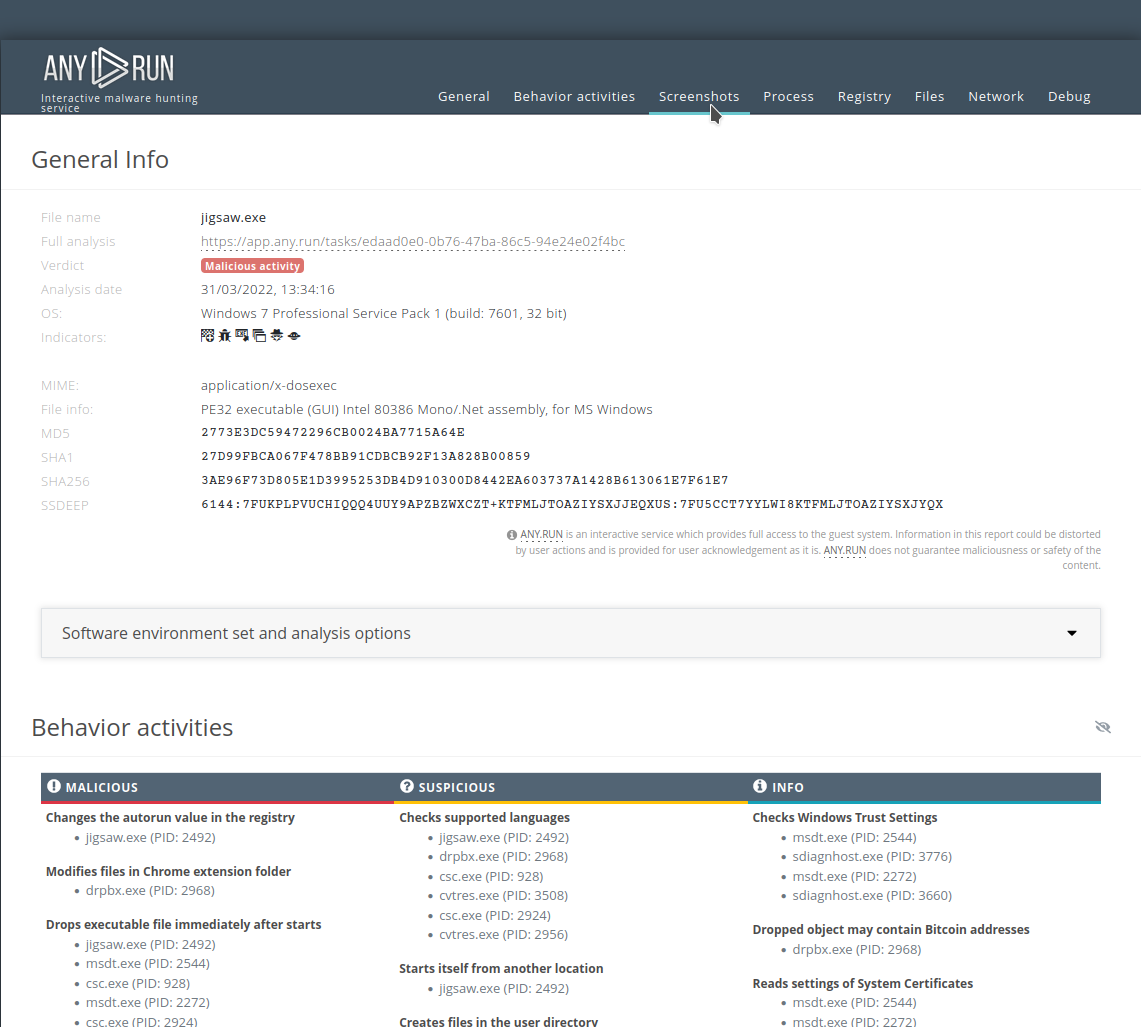 ANY RUN
Interactive malware hunting
service
General Behavior activities Screenshots Process Registry Files Network Debug
General Info
File name jigsaw.exe
Full analysis https://app.any.run/tasks/edaad0e0-0b76-47ba-86c5-94e24e02f4bc
Verdict Malicious activity
Analysis date 31/03/2022, 13:34:16
OS: Windows 7 Professional Service Pack 1 (build: 7601, 32 bit)
Indicators:
MIME: application/x-dosexec
File info: PE32 executable (GUI) Intel 80386 Mono/.Net assembly, for MS Windows
MD5 2773E3DC59472296CB0024BA7715A64E
SHA1 27D99FBCA067F478BB91CDBCB92F13A828B00859
SHA256 3AE96F73D805E1D3995253DB4D910300D8442EA603737A1428B613061E7F61E7
SSDEEP 6144:7FUKPLPVUCHIQQQ4UUY9APZBZWXCZT+KTFMLJTOAZIYSXJJEQXUS:7FU5CCT7YYLWI8KTFMLJTOAZIYSXJYQX
ANY.RUN is an interactive service which provides full access to the guest system. Information in this report could be distorted
by user actions and is provided for user acknowledgement as it is. ANY.RUN does not guarantee maliciousness or safety of the
content.
Software environment set and analysis options
Behavior activities
MALICIOUS
Changes the autorun value in the registry
• jigsaw.exe (PID: 2492)
Modifies files in Chrome extension folder
• drpbx.exe (PID: 2968)
Drops executable file immediately after starts
• jigsaw.exe (PID: 2492)
• msdt.exe (PID: 2544)
• csc.exe (PID: 928)
• msdt.exe (PID: 2272)
• csc.exe (PID: 2924)
SUSPICIOUS
Checks supported languages
• jigsaw.exe (PID: 2492)
• drpbx.exe (PID: 2968)
• csc.exe (PID: 928)
• cvtres.exe (PID: 3508)
• csc.exe (PID: 2924)
• cvtres.exe (PID: 2956)
Starts itself from another location
• jigsaw.exe (PID: 2492)
Creates files in the user directory
INFO
Checks Windows Trust Settings
• msdt.exe (PID: 2544)
• sdiagnhost.exe (PID: 3776)
• msdt.exe (PID: 2272)
• sdiagnhost.exe (PID: 3660)
Dropped object may contain Bitcoin addresses
• drpbx.exe (PID: 2968)
Reads settings of System Certificates
• msdt.exe (PID: 2544)
• msdt.exe (PID: 2272)